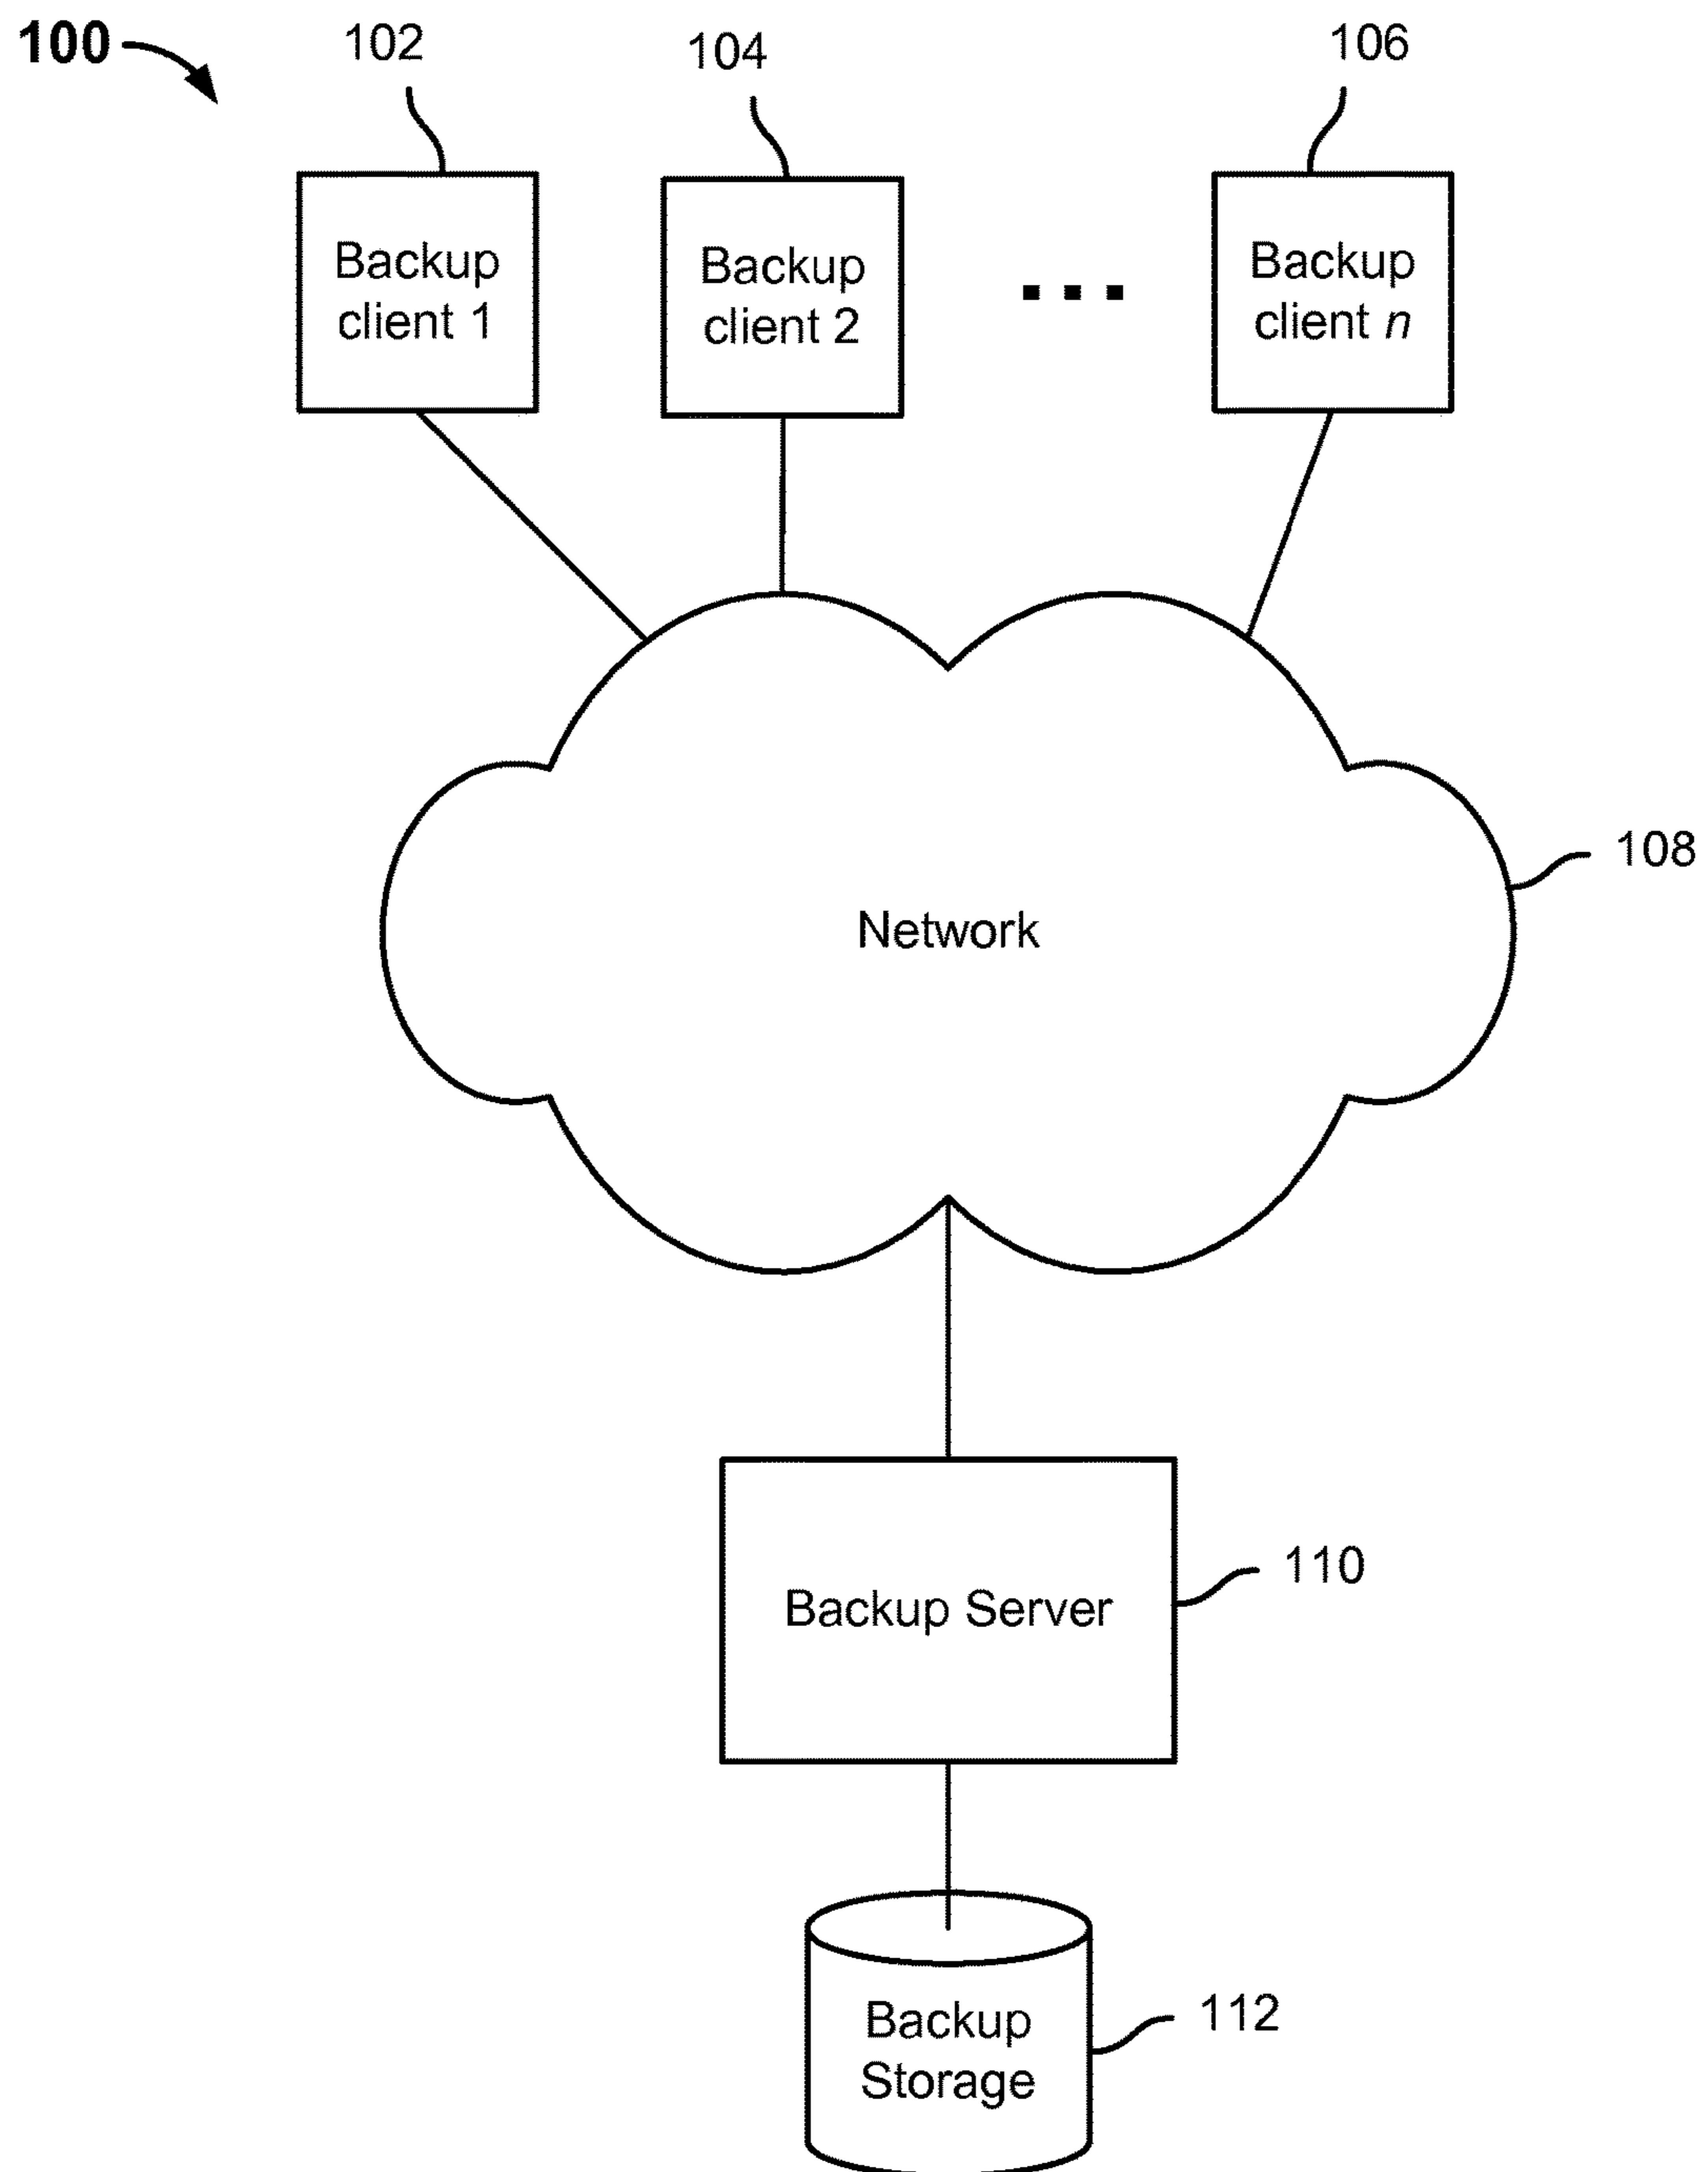 100
102
104
106
Backup
client 1
Backup
client 2
Backup
client n
108
Network
110
Backup Server
112
Backup
Storage